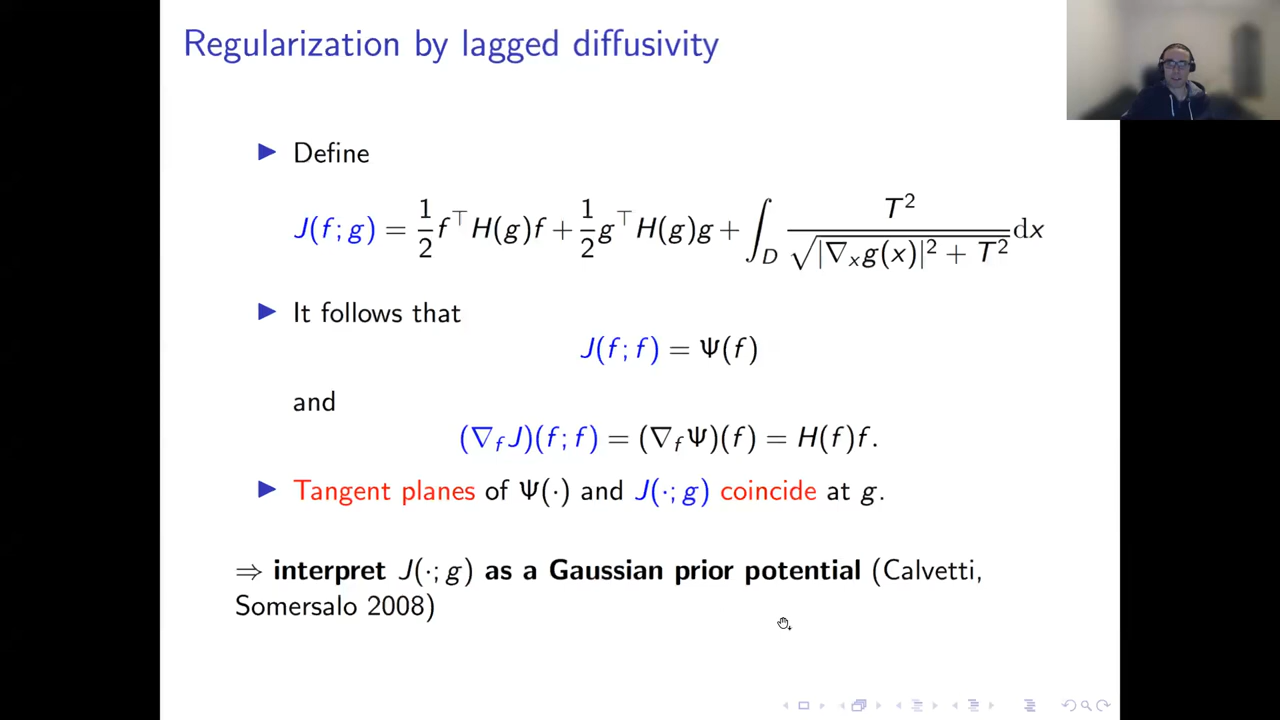 Regularization by lagged diffusivity
▶ Define
J(f; g) = 1/2 f⊤H(g)f + 1/2 g⊤H(g)g + ∫_D T²/√(|∇ₓg(x)|² + T²) dx
▶ It follows that
J(f; f) = Ψ(f)
and
(∇_f J)(f; f) = (∇_f Ψ)(f) = H(f)f.
▶ Tangent planes of Ψ(·) and J(·; g) coincide at g.
⇒ interpret J(·; g) as a Gaussian prior potential (Calvetti,
Somersalo 2008)